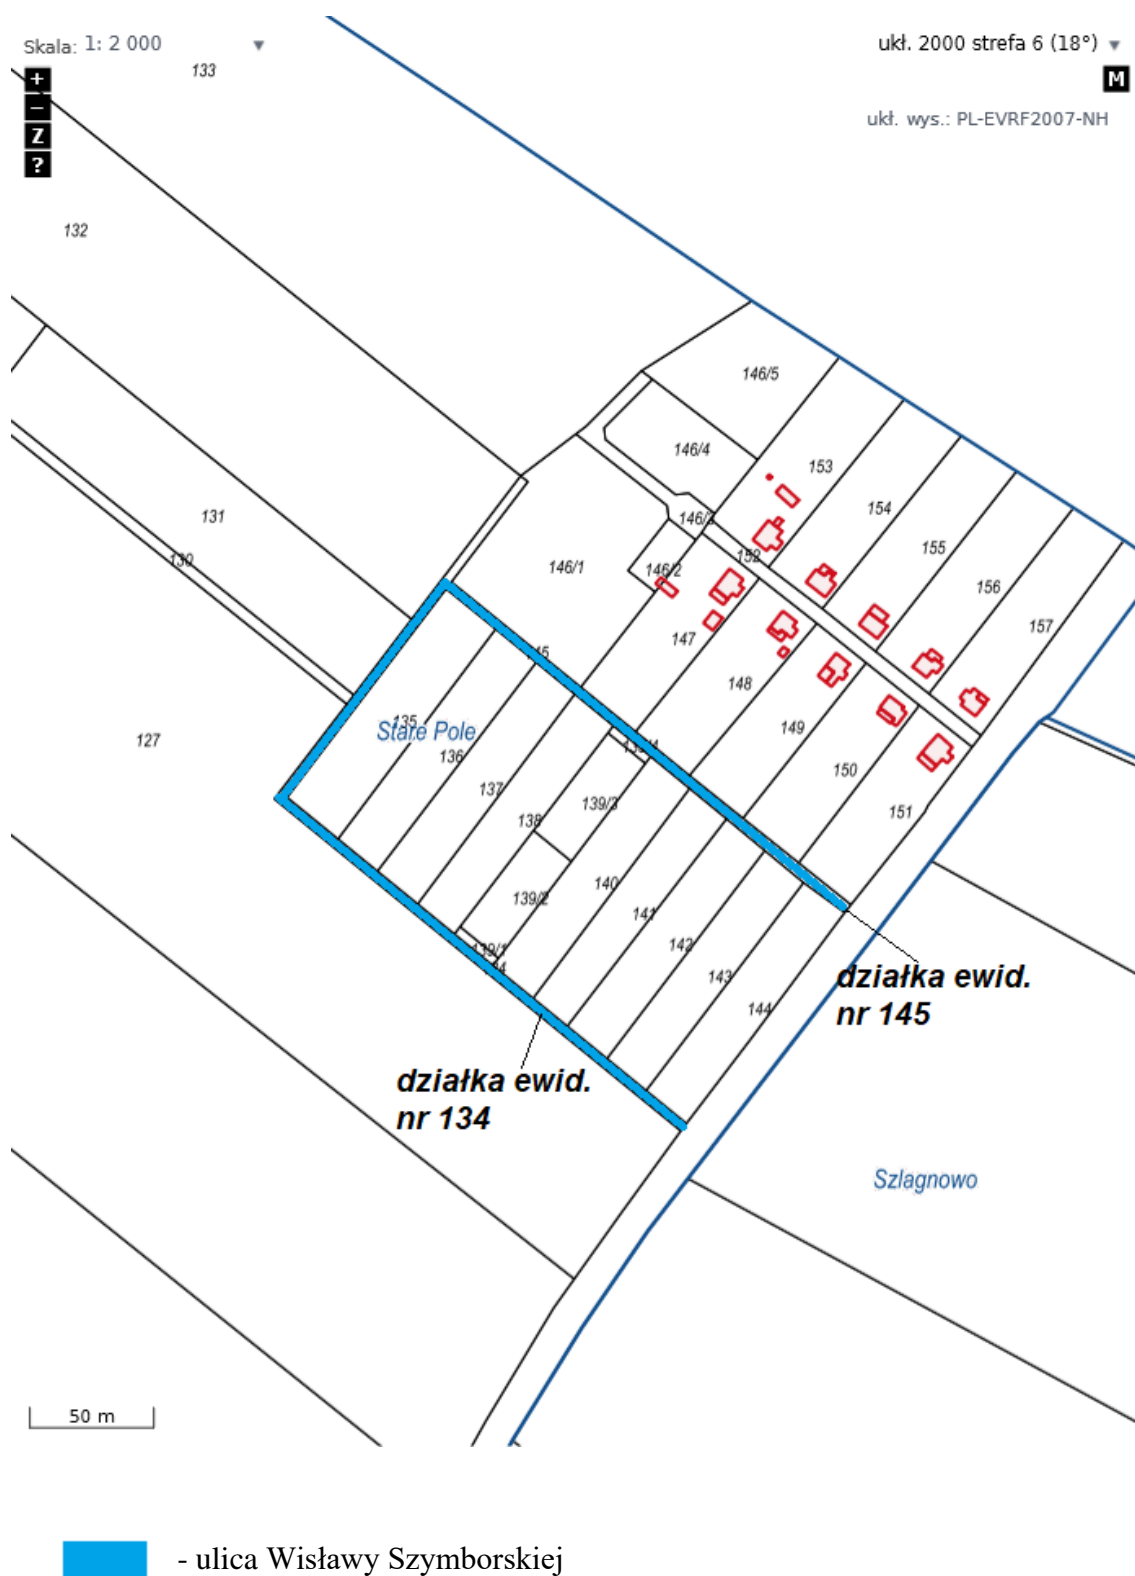 Skala: 1: 2 000
ukł. 2000 strefa 6 (18°)
+
M
133
–
ukł. wys.: PL-EVRF2007-NH
Z
?
132
146/5
146/4
153
154
131
146/3
155
130
152
146/1
146/2
156
157
147
145
148
135
Stare Pole
149
127
136
150
137
139/3
151
138
140
139/2
141
142
139/1
143
działka ewid.
nr 145
144
działka ewid.
nr 134
Szlagnowo
50 m
- ulica Wisławy Szymborskiej